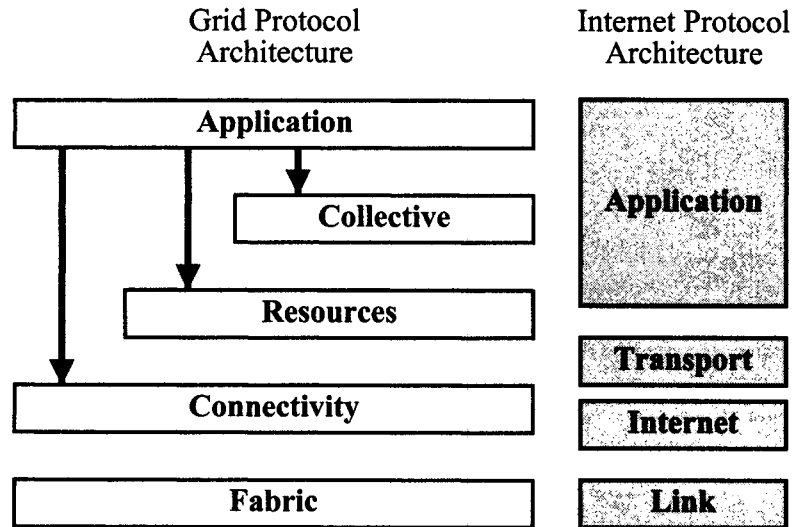 Grid Protocol
Architecture
Internet Protocol
Architecture
Application
Collective
Resources
Connectivity
Fabric
Application
Transport
Internet
Link